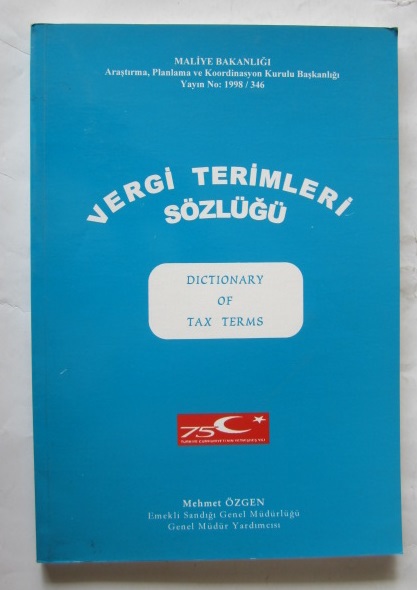 MALİYE BAKANLIĞI
Araştırma, Planlama ve Koordinasyon Kurulu Başkanlığı
Yayın No: 1998 / 346
VERGİ TERİMLERİ
SÖZLÜĞÜ
DICTIONARY
OF
TAX TERMS
75
Mehmet ÖZGEN
Emekli Sandığı Genel Müdürlüğü
Genel Müdür Yardımcısı